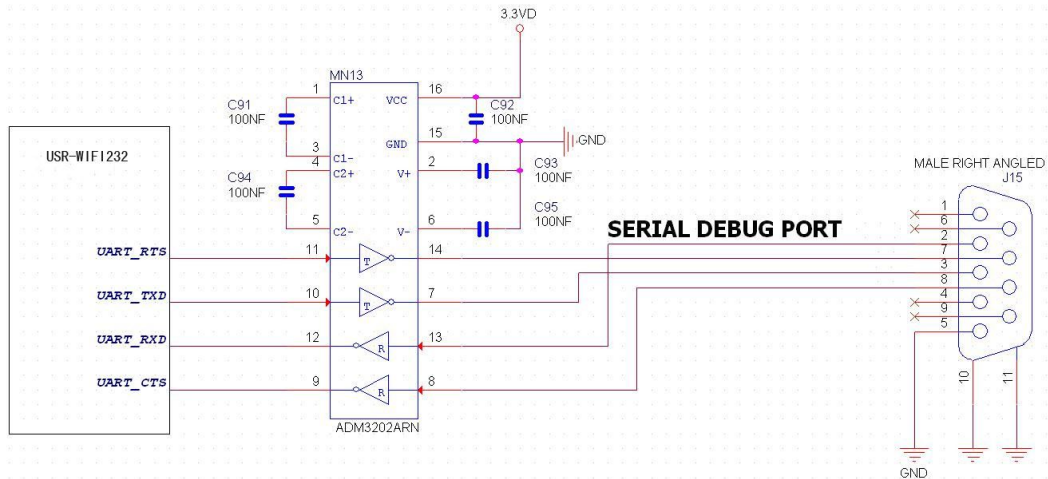 3.3VD
MN13
1
C1+
VCC
16
C91
100NF
C92
100NF
3
C1-
GND
15
GND
4
C2+
V+
2
C93
100NF
C94
100NF
5
C2-
V-
6
C95
100NF
USR-WIFI232
UART_RTS
11
T
14
UART_TXD
10
T
7
UART_RXD
12
R
13
UART_CTS
9
R
8
ADM3202ARN
SERIAL DEBUG PORT
MALE RIGHT ANGLED
J15
1
6
2
7
3
8
4
9
5
10
11
GND